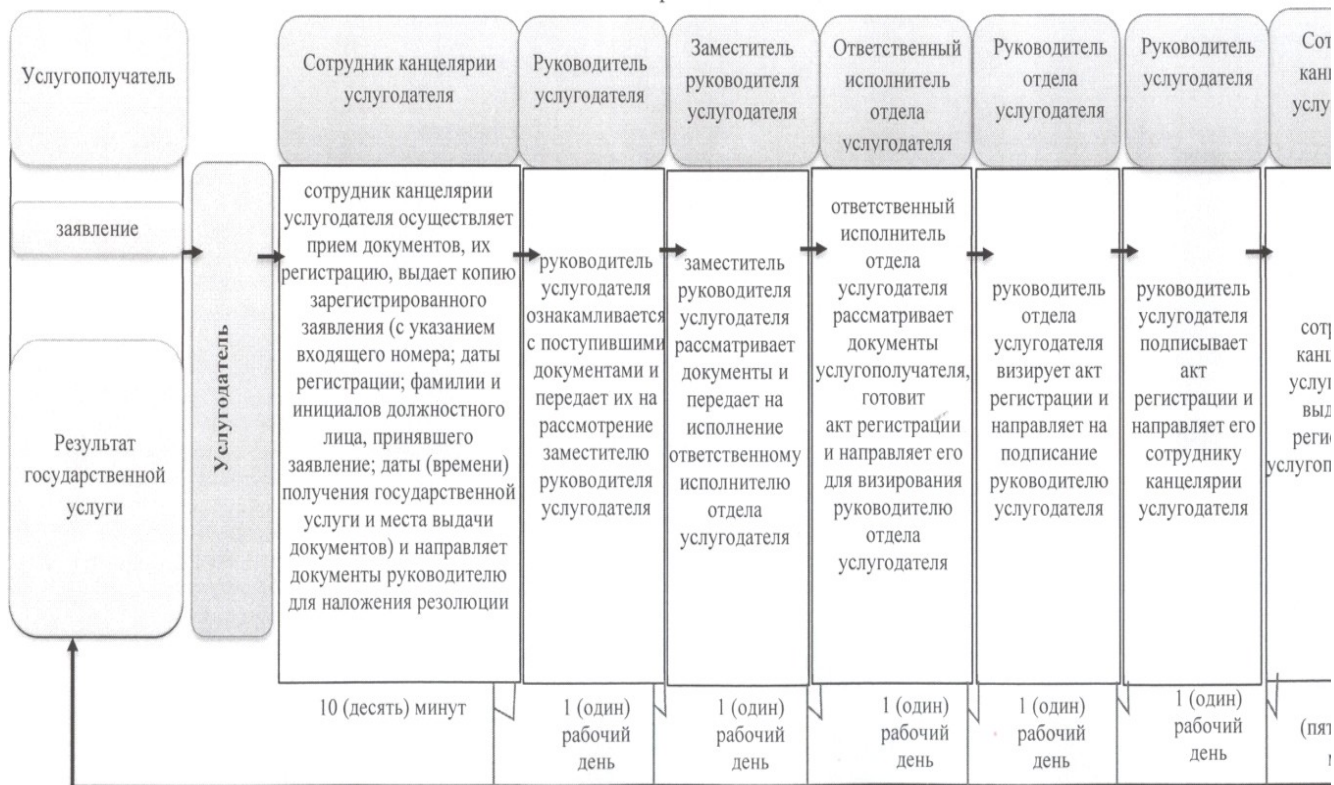 Услугополучатель
заявление
Результат
государственной
услуги
Услугодатель
Сотрудник канцелярии
услугодателя
сотрудник канцелярии
услугодателя осуществляет
прием документов, их
регистрацию, выдает копию
зарегистрированного
заявления (с указанием
входящего номера; даты
регистрации; фамилии и
инициалов должностного
лица, принявшего
заявление; даты (времени)
получения государственной
услуги и места выдачи
документов) и направляет
документы руководителю
для наложения резолюции
10 (десять) минут
Руководитель
услугодателя
руководитель
услугодателя
ознакамливается
с поступившими
документами и
передает их на
рассмотрение
заместителю
руководителя
услугодателя
1 (один)
рабочий
день
Заместитель
руководителя
услугодателя
заместитель
руководителя
услугодателя
рассматривает
документы и
передает на
исполнение
ответственному
исполнителю
отдела
услугодателя
1 (один)
рабочий
день
Ответственный
исполнитель
отдела
услугодателя
ответственный
исполнитель
отдела
услугодателя
рассматривает
документы
услугополучателя,
готовит
акт регистрации
и направляет его
для визирования
руководителю
отдела
услугодателя
1 (один)
рабочий
день
Руководитель
отдела
услугодателя
руководитель
отдела
услугодателя
визирует акт
регистрации и
направляет на
подписание
руководителю
услугодателя
1 (один)
рабочий
день
Руководитель
услугодателя
руководитель
услугодателя
подписывает
акт
регистрации и
направляет его
сотруднику
канцелярии
услугодателя
1 (один)
рабочий
день